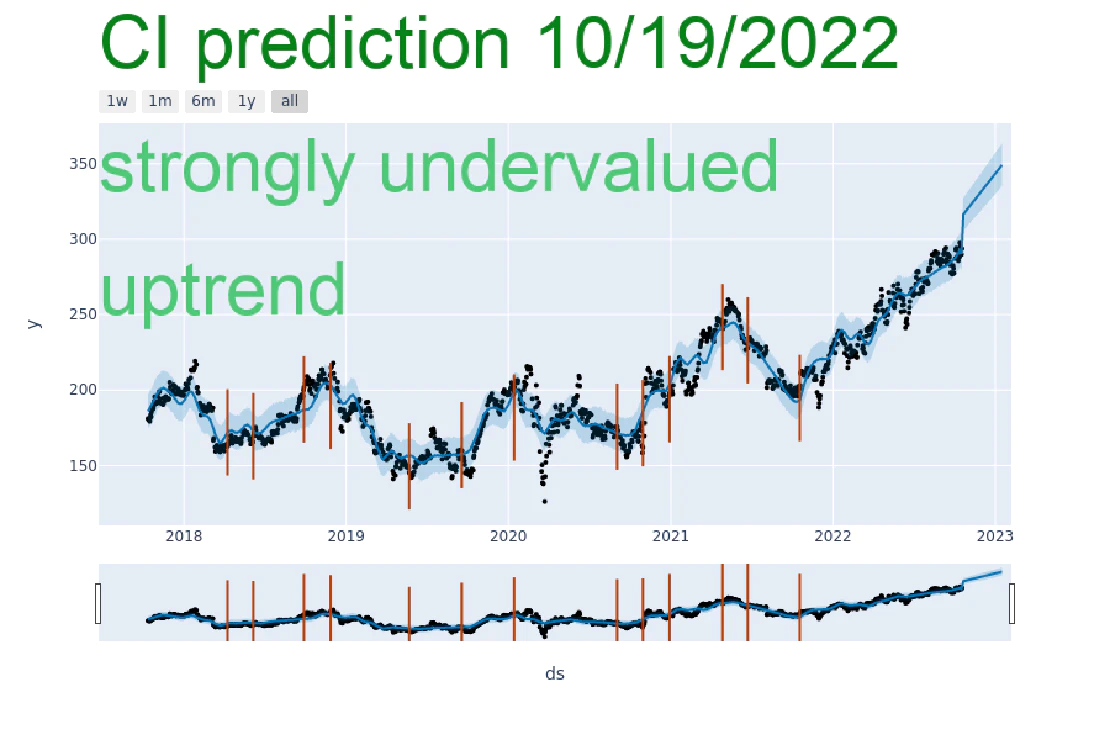 CI prediction 10/19/2022
1w 1m 6m 1y all
strongly undervalued
uptrend
350
300
250
200
150
y
2018 2019 2020 2021 2022 2023
ds